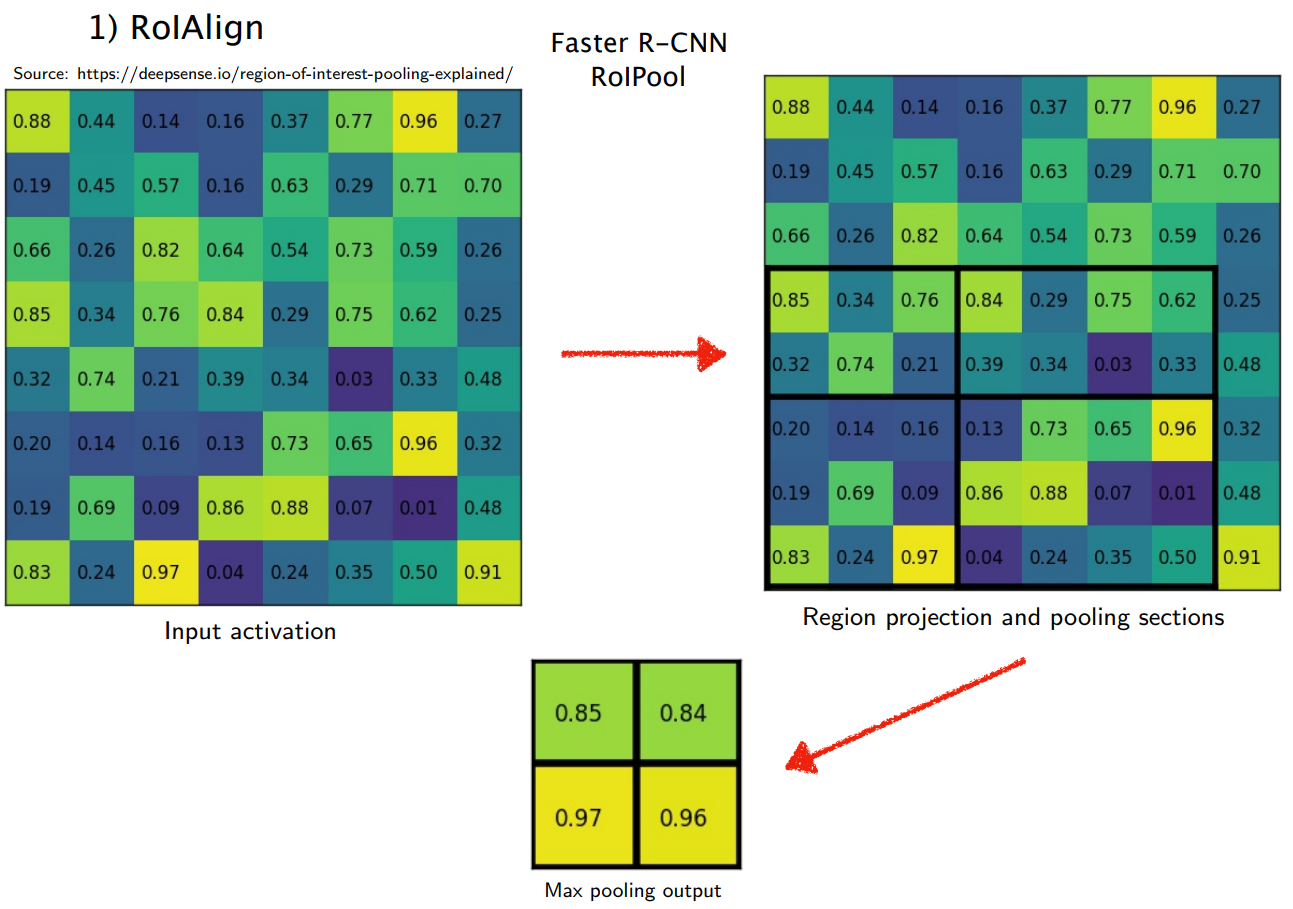 1) RoIAlign
Source: https://deepsense.io/region-of-interest-pooling-explained/
Faster R-CNN
RoIPool
0.88 0.44 0.14 0.16 0.37 0.77 0.96 0.27
0.19 0.45 0.57 0.16 0.63 0.29 0.71 0.70
0.66 0.26 0.82 0.64 0.54 0.73 0.59 0.26
0.85 0.34 0.76 0.84 0.29 0.75 0.62 0.25
0.32 0.74 0.21 0.39 0.34 0.03 0.33 0.48
0.20 0.14 0.16 0.13 0.73 0.65 0.96 0.32
0.19 0.69 0.09 0.86 0.88 0.07 0.01 0.48
0.83 0.24 0.97 0.04 0.24 0.35 0.50 0.91
Input activation
0.88 0.44 0.14 0.16 0.37 0.77 0.96 0.27
0.19 0.45 0.57 0.16 0.63 0.29 0.71 0.70
0.66 0.26 0.82 0.64 0.54 0.73 0.59 0.26
0.85 0.34 0.76 0.84 0.29 0.75 0.62 0.25
0.32 0.74 0.21 0.39 0.34 0.03 0.33 0.48
0.20 0.14 0.16 0.13 0.73 0.65 0.96 0.32
0.19 0.69 0.09 0.86 0.88 0.07 0.01 0.48
0.83 0.24 0.97 0.04 0.24 0.35 0.50 0.91
Region projection and pooling sections
0.85 0.84
0.97 0.96
Max pooling output